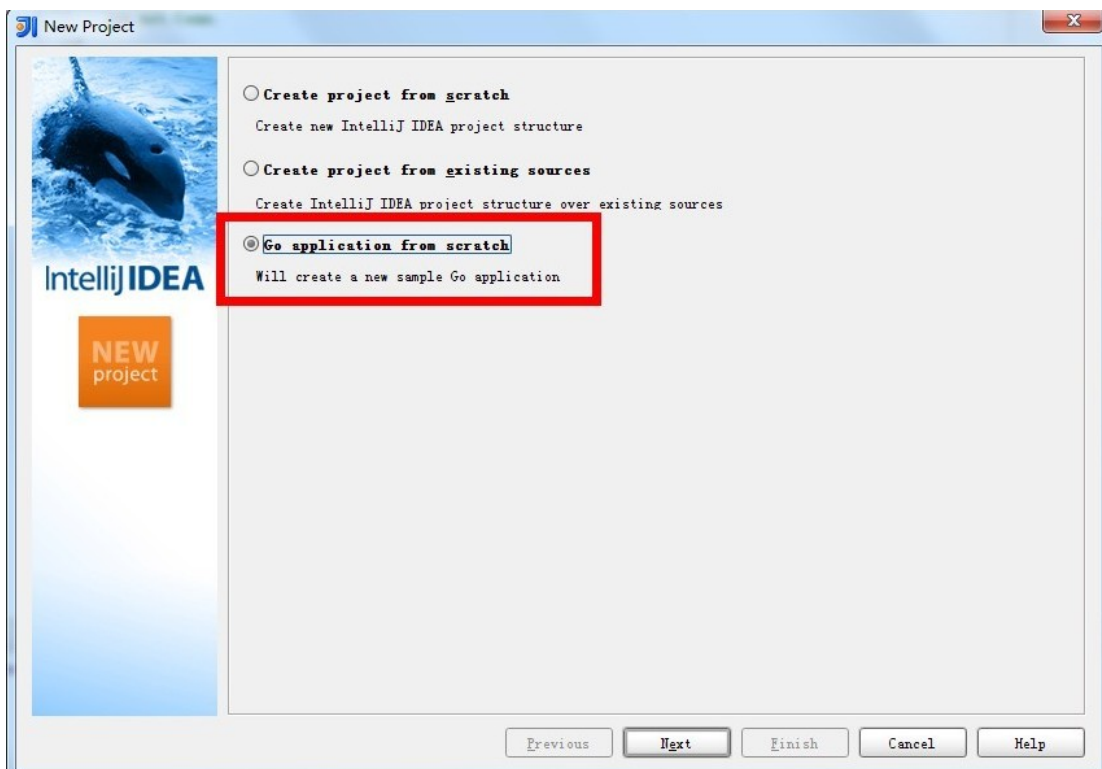 New Project
Create project from scratch
Create new IntelliJ IDEA project structure
Create project from existing sources
Create IntelliJ IDEA project structure over existing sources
Go application from scratch
Will create a new sample Go application
IntelliJ IDEA
NEW
project
Previous
Next
Finish
Cancel
Help